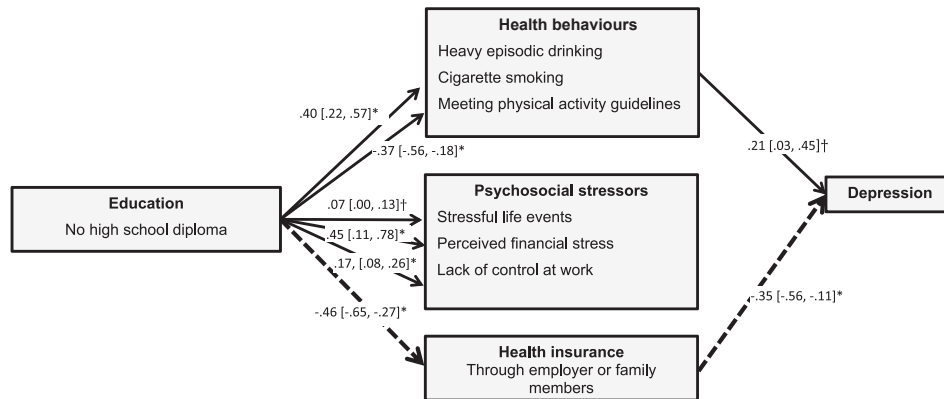 Health behaviours
Heavy episodic drinking
Cigarette smoking
Meeting physical activity guidelines
.40 [.22, .57]*
-.37 [-.56, -.18]*
.21 [.03, .45]†
Education
No high school diploma
Psychosocial stressors
Stressful life events
Perceived financial stress
Lack of control at work
.07 [.00, .13]†
.45 [.11, .78]*
.17, [.08, .26]*
Depression
-.46 [-.65, -.27]*
-.35 [-.56, -.11]*
Health insurance
Through employer or family
members